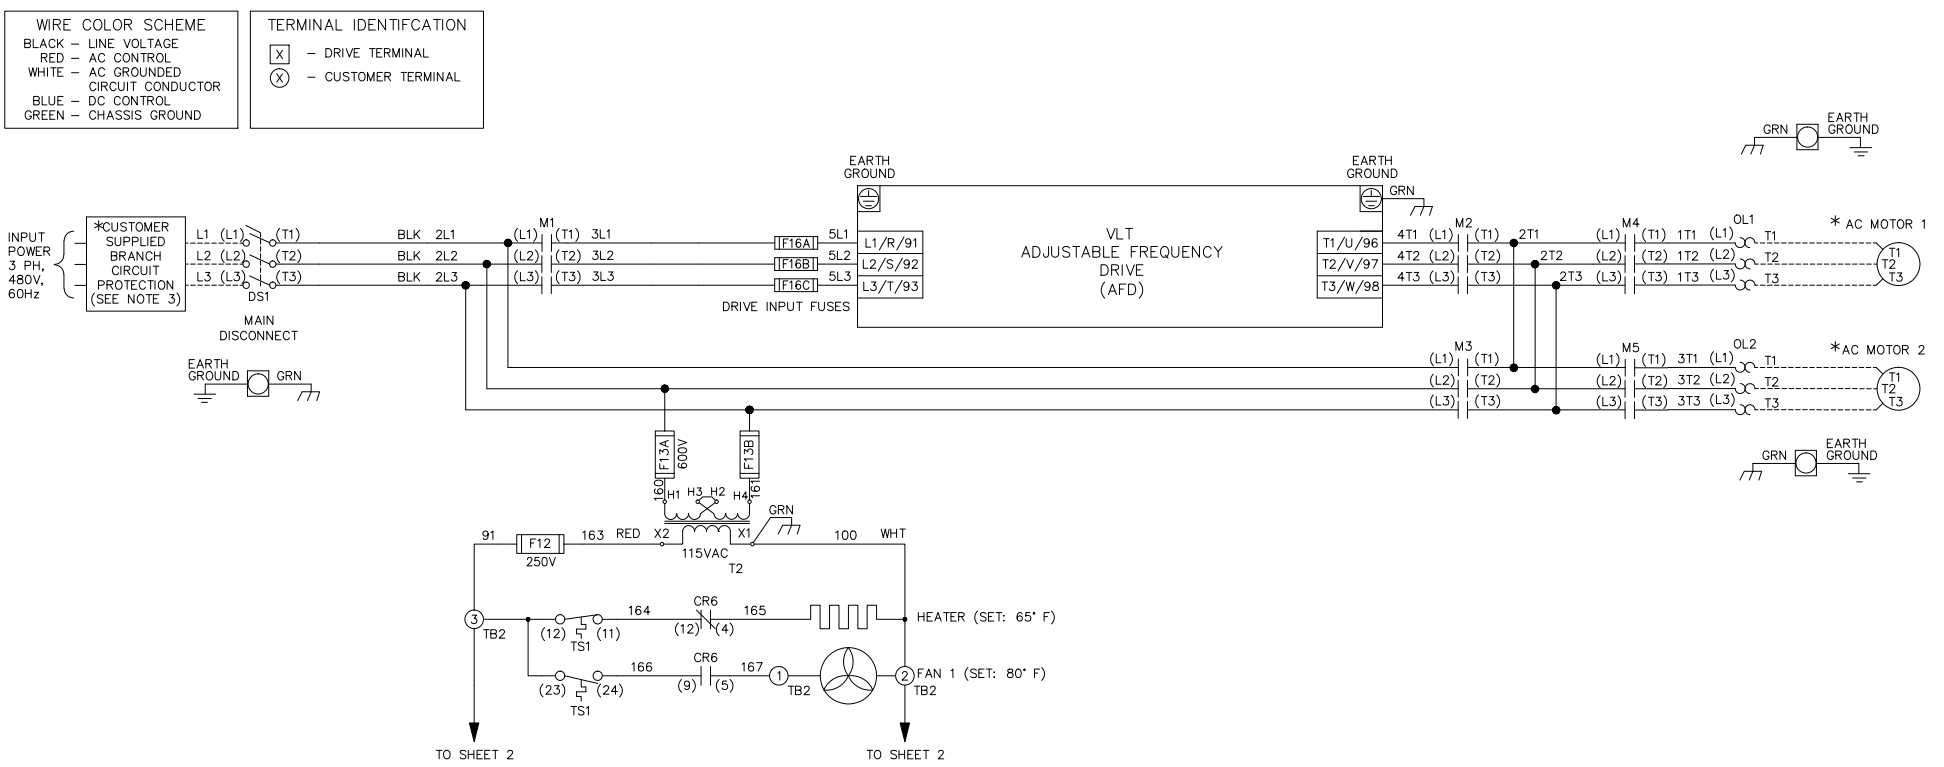 WIRE COLOR SCHEME
BLACK – LINE VOLTAGE
RED – AC CONTROL
WHITE – AC GROUNDED
CIRCUIT CONDUCTOR
BLUE – DC CONTROL
GREEN – CHASSIS GROUND
TERMINAL IDENTIFCATION
X – DRIVE TERMINAL
X – CUSTOMER TERMINAL
INPUT
POWER
3 PH,
480V,
60Hz
*CUSTOMER
SUPPLIED
BRANCH
CIRCUIT
PROTECTION
(SEE NOTE 3)
L1 (L1) (T1) BLK 2L1 (L1) M1 (T1) 3L1 F16A 5L1
L2 (L2) (T2) BLK 2L2 (L2) (T2) 3L2 F16B 5L2
L3 (L3) (T3) BLK 2L3 (L3) (T3) 3L3 F16C 5L3
DS1
MAIN
DISCONNECT
DRIVE INPUT FUSES
EARTH
GROUND
GRN
EARTH
GROUND
L1/R/91
L2/S/92
L3/T/93
VLT
ADJUSTABLE FREQUENCY
DRIVE
(AFD)
EARTH
GROUND
GRN
T1/U/96
T2/V/97
T3/W/98
M2 M4 OL1
4T1 (L1) (T1) 2T1 (L1) (T1) 1T1 (L1) T1
4T2 (L2) (T2) 2T2 (L2) (T2) 1T2 (L2) T2
4T3 (L3) (T3) 2T3 (L3) (T3) 1T3 (L3) T3
* AC MOTOR 1
T1
T2
T3
GRN
EARTH
GROUND
M3 M5 OL2
(L1) (T1) (L1) (T1) 3T1 (L1) T1
(L2) (T2) (L2) (T2) 3T2 (L2) T2
(L3) (T3) (L3) (T3) 3T3 (L3) T3
*AC MOTOR 2
T1
T2
T3
GRN
EARTH
GROUND
F13A
600V
F13B
160
161
H1 H3 H2 H4
GRN
91 F12 163 RED X2 X1 100 WHT
250V
115VAC
T2
3
TB2
(12) (11)
TS1
164
CR6
(12) (4)
165
HEATER (SET: 65° F)
(23) (24)
TS1
166
CR6
(9) (5)
167
1
TB2
2
TB2
FAN 1 (SET: 80° F)
TO SHEET 2
TO SHEET 2